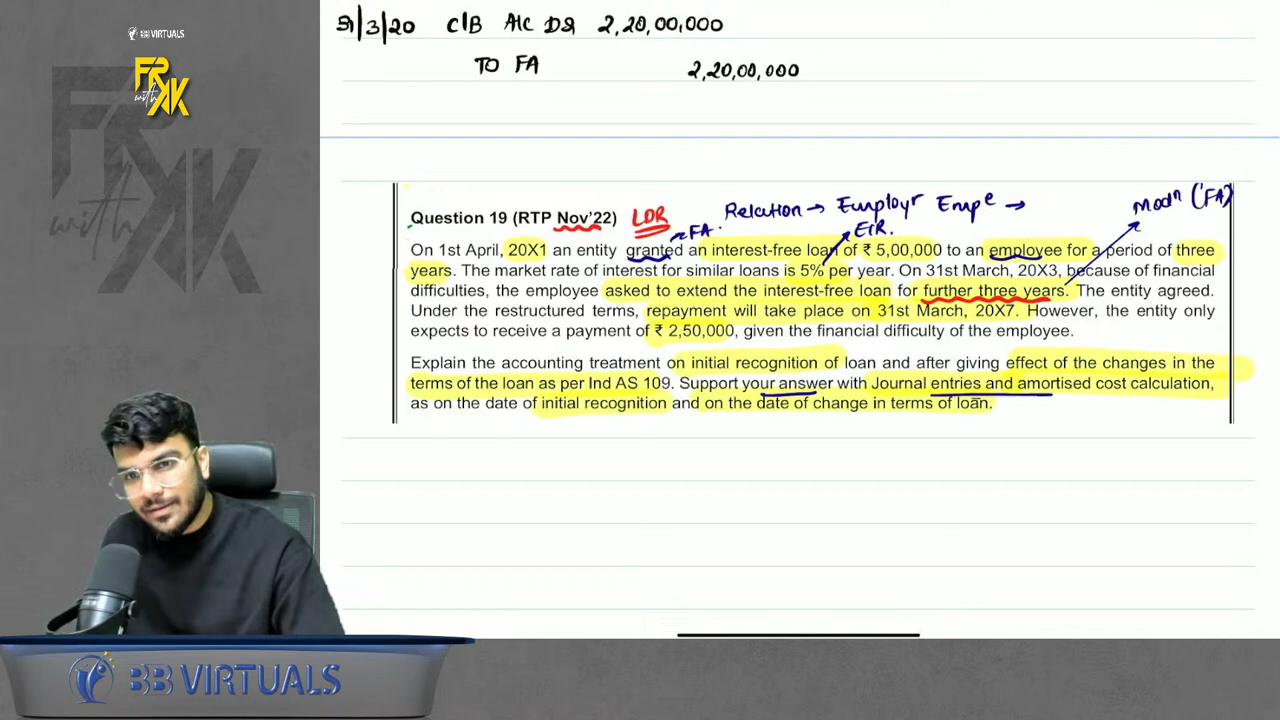 31/3/20 C/B A/C DR 2,20,00,000
TO FA 2,20,00,000
BB VIRTUALS
FR
with
KK
FR
with
KK
Relation → Employr Empe →
Modn (FA)
Question 19 (RTP Nov'22) LDR
FA.
EIR.
On 1st April, 20X1 an entity granted an interest-free loan of ₹ 5,00,000 to an employee for a period of three
years. The market rate of interest for similar loans is 5% per year. On 31st March, 20X3, because of financial
difficulties, the employee asked to extend the interest-free loan for further three years. The entity agreed.
Under the restructured terms, repayment will take place on 31st March, 20X7. However, the entity only
expects to receive a payment of ₹ 2,50,000, given the financial difficulty of the employee.
Explain the accounting treatment on initial recognition of loan and after giving effect of the changes in the
terms of the loan as per Ind AS 109. Support your answer with Journal entries and amortised cost calculation,
as on the date of initial recognition and on the date of change in terms of loan.
BB VIRTUALS